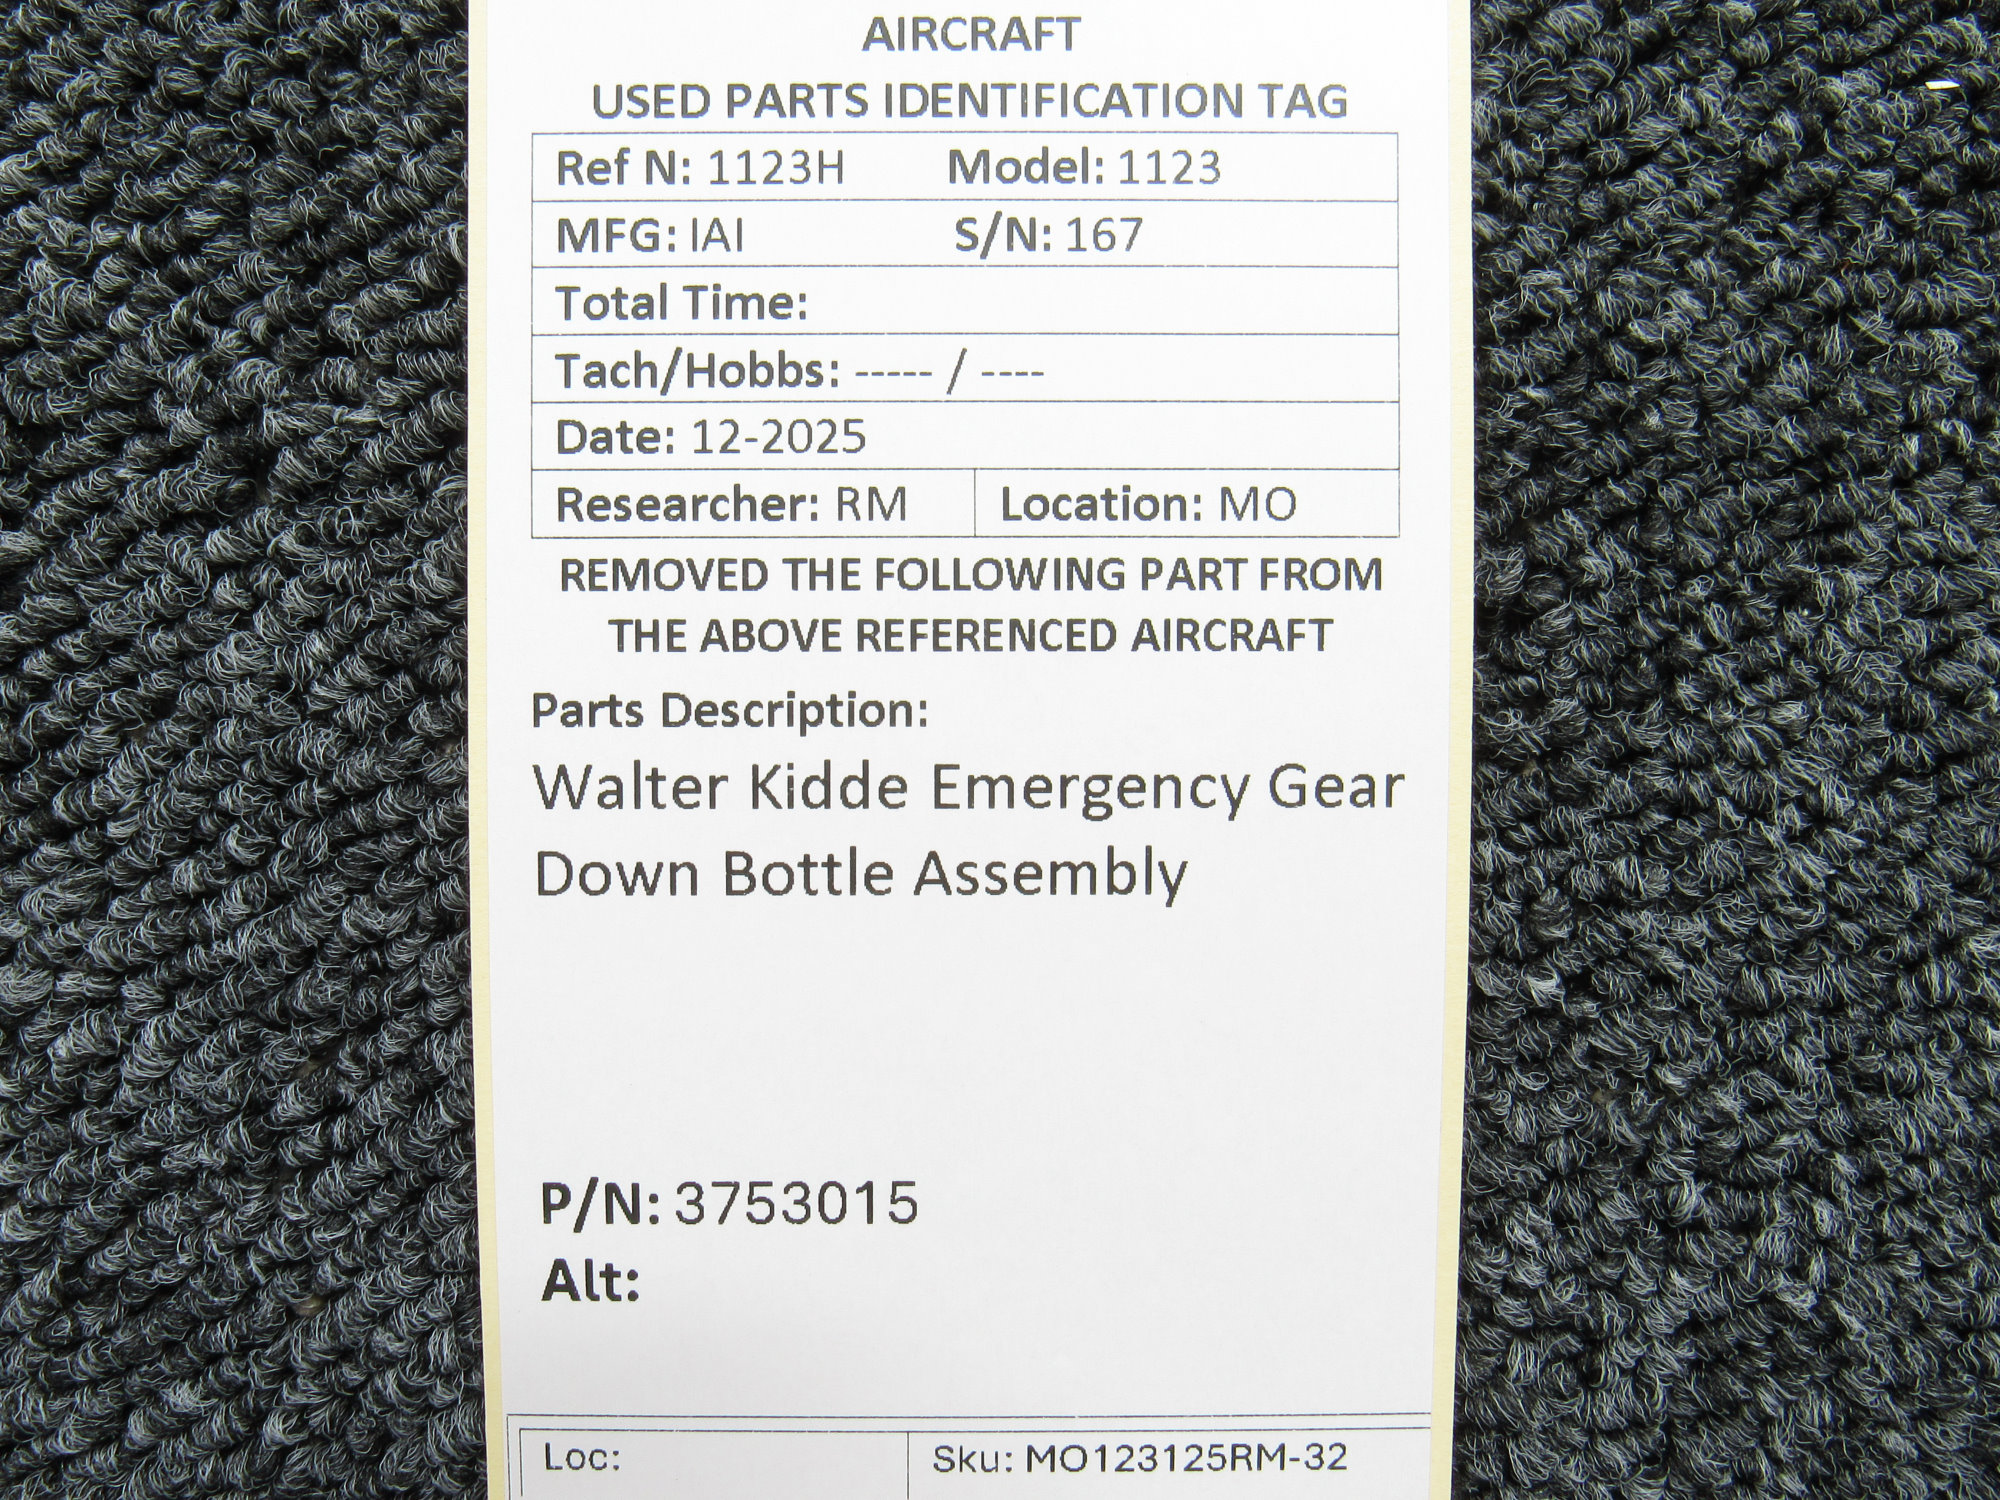 AIRCRAFT
USED PARTS IDENTIFICATION TAG
Ref N: 1123H Model: 1123
MFG: IAI S/N: 167
Total Time:
Tach/Hobbs: ----- / ----
Date: 12-2025
Researcher: RM Location: MO
REMOVED THE FOLLOWING PART FROM
THE ABOVE REFERENCED AIRCRAFT
Parts Description:
Walter Kidde Emergency Gear
Down Bottle Assembly
P/N: 3753015
Alt:
Loc: Sku: MO123125RM-32